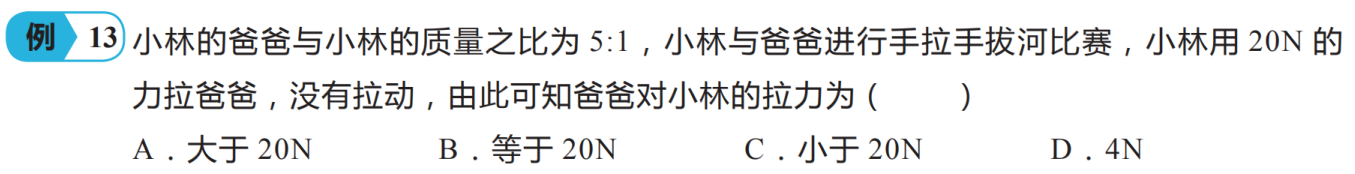 例 13 小林的爸爸与小林的质量之比为 5:1，小林与爸爸进行手拉手拔河比赛，小林用 20N 的
力拉爸爸，没有拉动，由此可知爸爸对小林的拉力为（　　）
A．大于 20N　B．等于 20N　C．小于 20N　D．4N